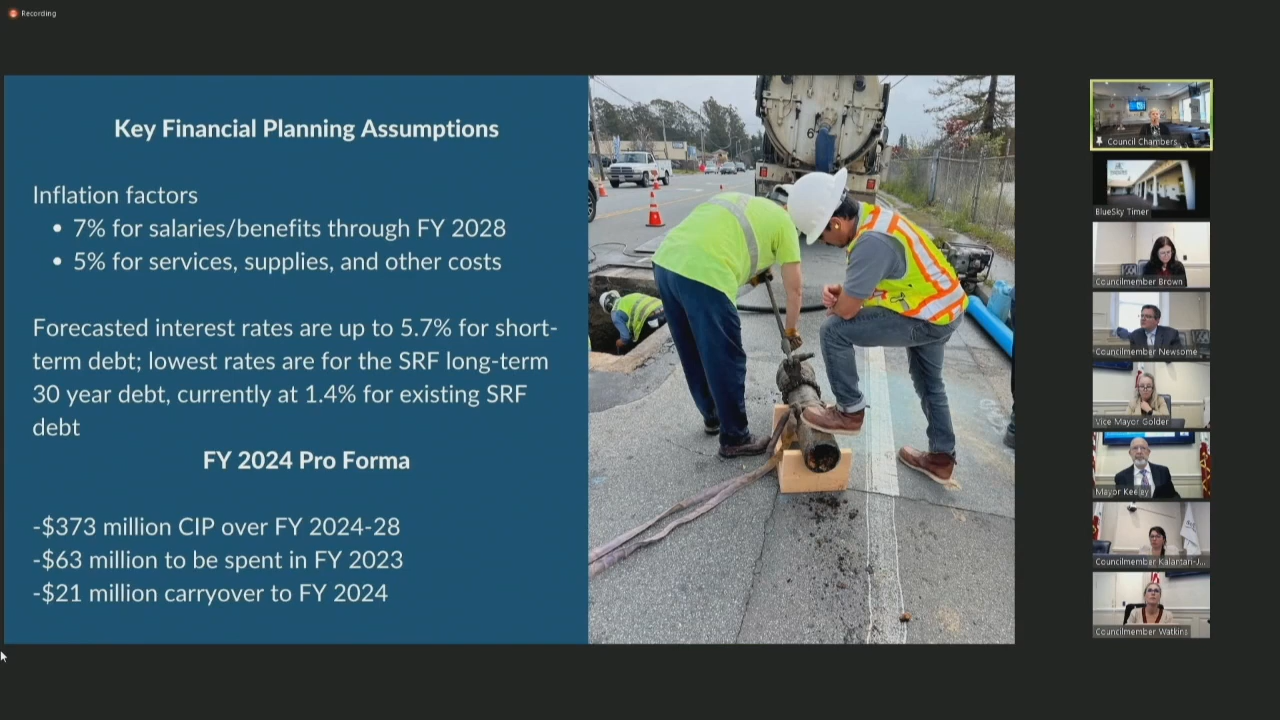 Recording
Key Financial Planning Assumptions
Inflation factors
• 7% for salaries/benefits through FY 2028
• 5% for services, supplies, and other costs
Forecasted interest rates are up to 5.7% for short-
term debt; lowest rates are for the SRF long-term
30 year debt, currently at 1.4% for existing SRF
debt
FY 2024 Pro Forma
-$373 million CIP over FY 2024-28
-$63 million to be spent in FY 2023
-$21 million carryover to FY 2024
Council Chambers
BlueSky Timer
Councilmember Brown
Councilmember Newsome
Vice Mayor Golder
Mayor Keeley
Councilmember Kalantari-J...
Councilmember Watkins